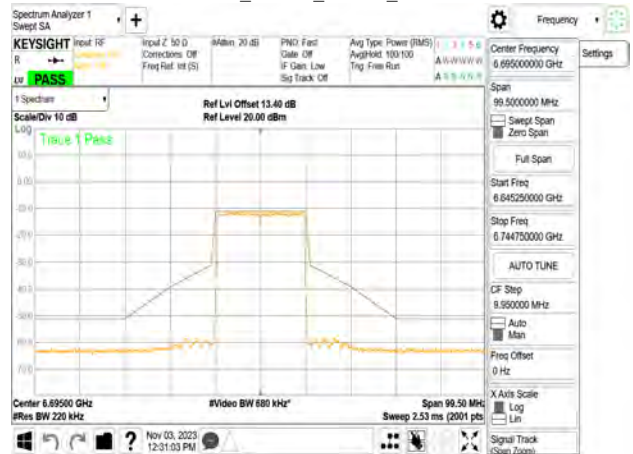 Spectrum Analyzer 1
Swept SA
Frequency
KEYSIGHT
Input: RF
R
LV
PASS
Input Z: 50 Ω
Corrections: Off
Freq Ref: Int (S)
#Atten: 20 dB
PNO: Fast
Gate: Off
IF Gain: Low
Sig Track: Off
Avg Type: Power (RMS)
Avg|Hold: 100/100
Trig: Free Run
1 Spectrum
Scale/Div 10 dB
Ref Lvl Offset 13.40 dB
Ref Level 20.00 dBm
Log
Trace 1 Pass
10.0
0.00
Center 6.69500 GHz
#Res BW 220 kHz
#Video BW 680 kHz*
Span 99.50 MHz
Sweep 2.53 ms (2001 pts
Nov 03, 2023
12:31:03 PM
Center Frequency
6.695000000 GHz
Settings
Span
99.5000000 MHz
Swept Span
Zero Span
Full Span
Start Freq
6.645250000 GHz
Stop Freq
6.744750000 GHz
AUTO TUNE
CF Step
9.950000 MHz
Auto
Man
Freq Offset
0 Hz
X Axis Scale
Log
Lin
Signal Track
(Span Zoom)